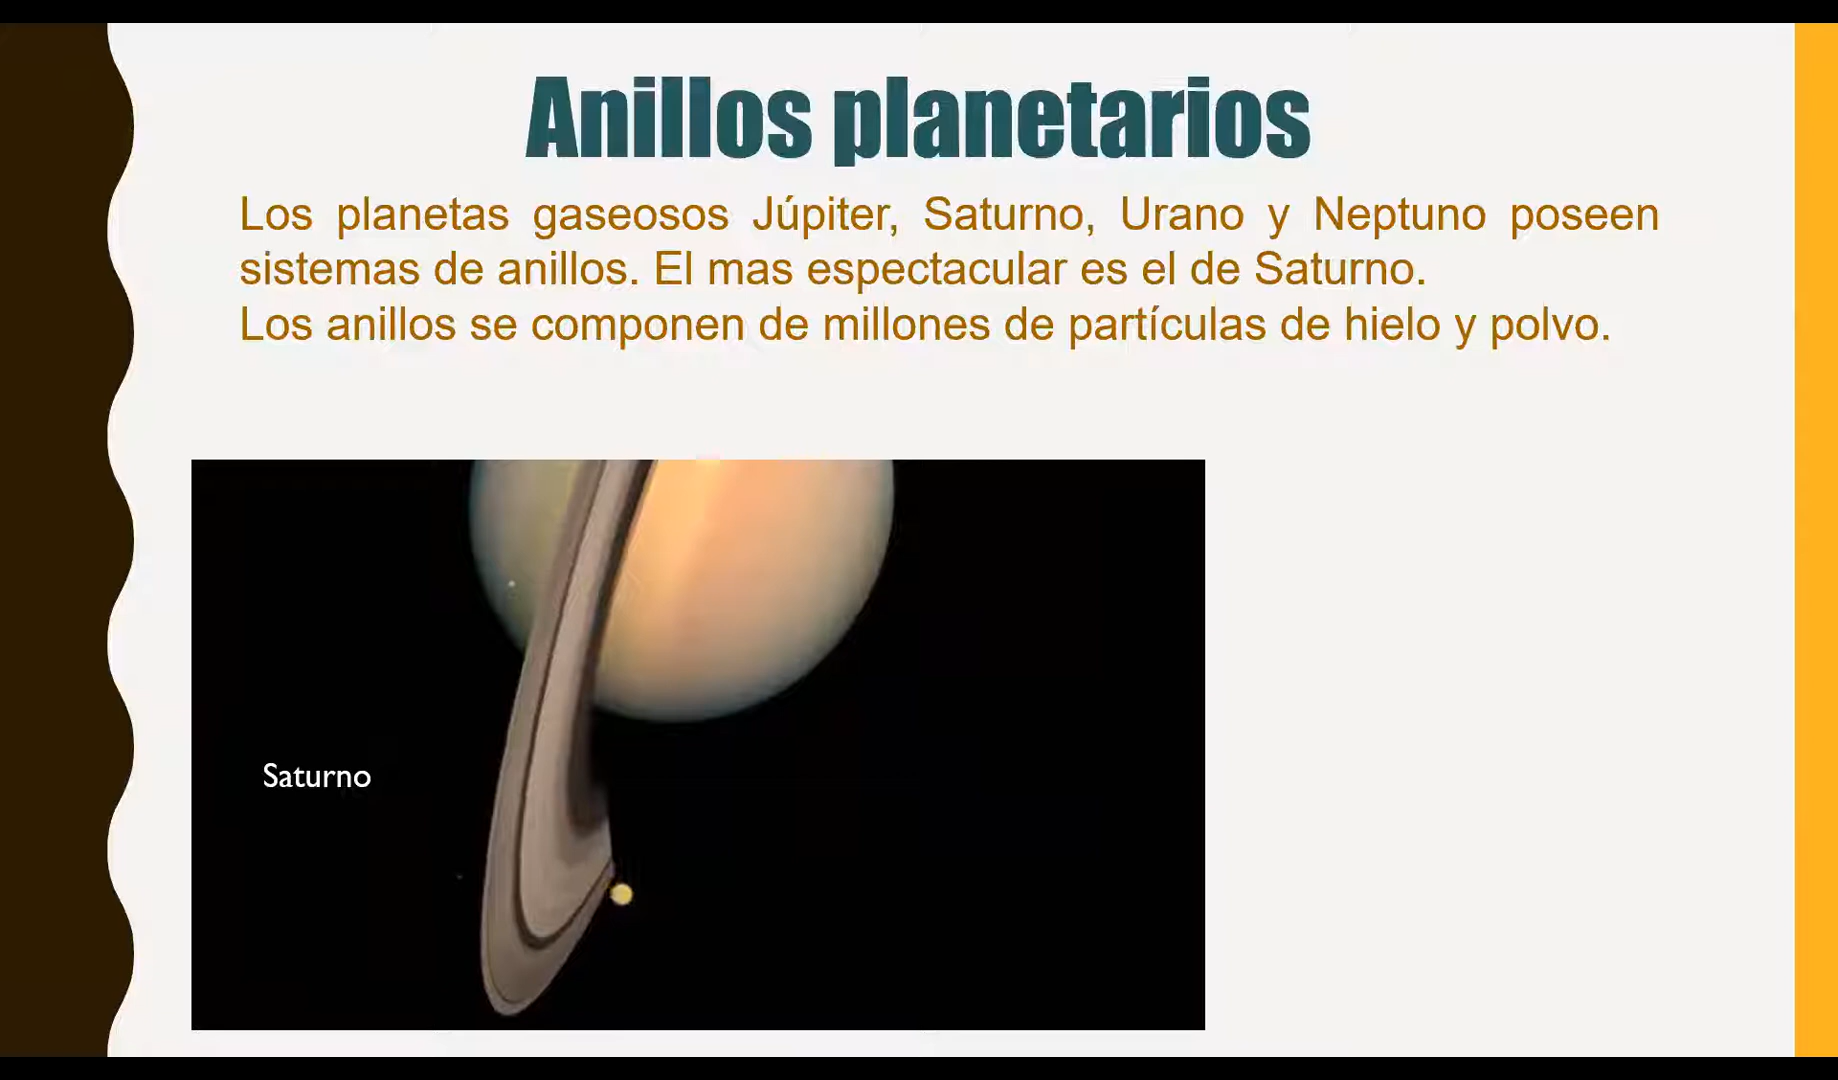 Anillos planetarios
Los planetas gaseosos Júpiter, Saturno, Urano y Neptuno poseen
sistemas de anillos. El mas espectacular es el de Saturno.
Los anillos se componen de millones de partículas de hielo y polvo.
Saturno